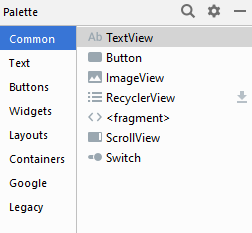 Palette
Common
Text
Buttons
Widgets
Layouts
Containers
Google
Legacy
Ab TextView
Button
ImageView
RecyclerView
<fragment>
ScrollView
Switch